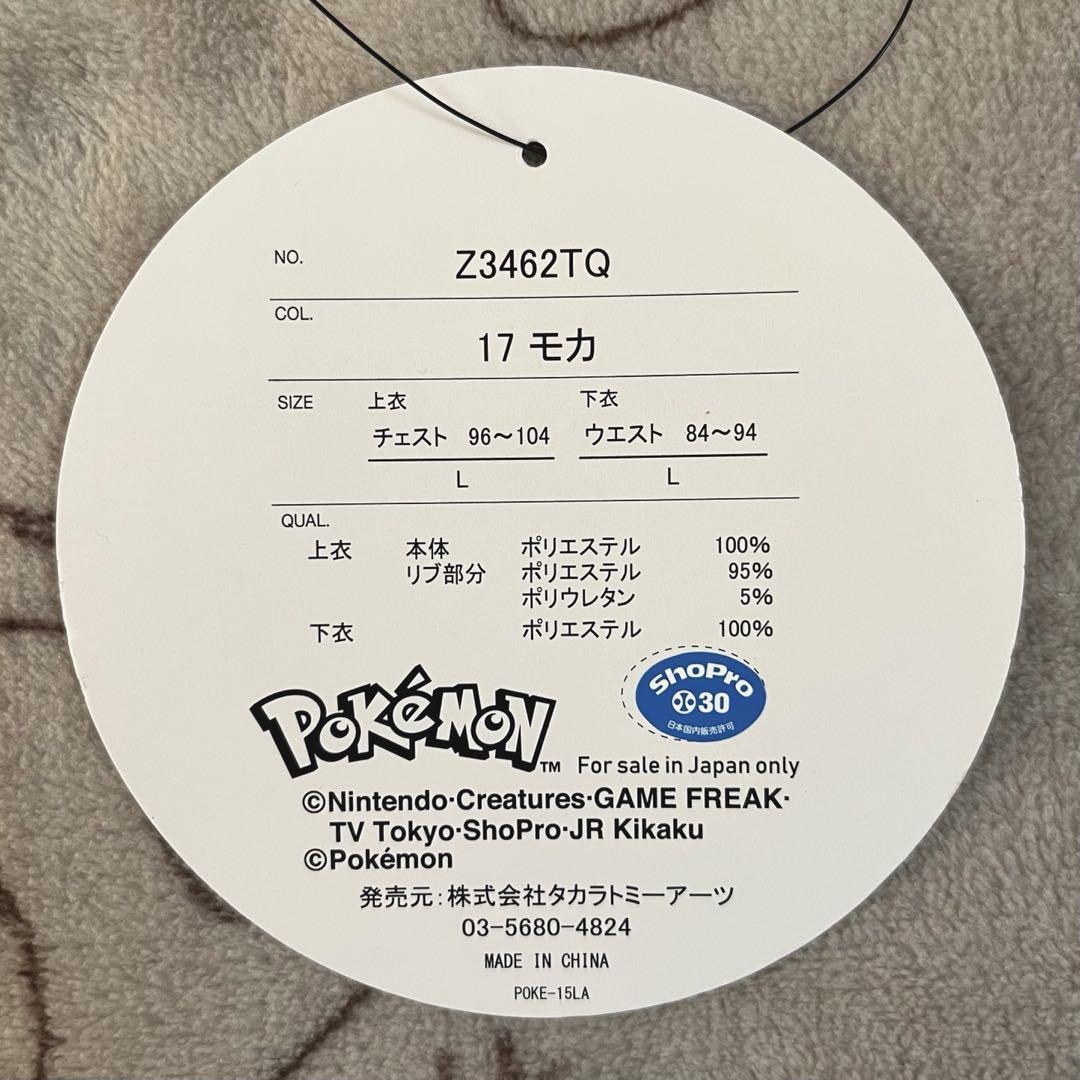 NO. Z3462TQ
COL. 17 モカ
SIZE 上衣 下衣
チェスト 96～104 ウエスト 84～94
L L
QUAL.
上衣 本体 ポリエステル 100%
リブ部分 ポリエステル 95%
ポリウレタン 5%
下衣 ポリエステル 100%
ShoPro
30
日本国内販売許可
POKéMON
TM For sale in Japan only
©Nintendo·Creatures·GAME FREAK·
TV Tokyo·ShoPro·JR Kikaku
©Pokémon
発売元:株式会社タカラトミーアーツ
03-5680-4824
MADE IN CHINA
POKE-15LA